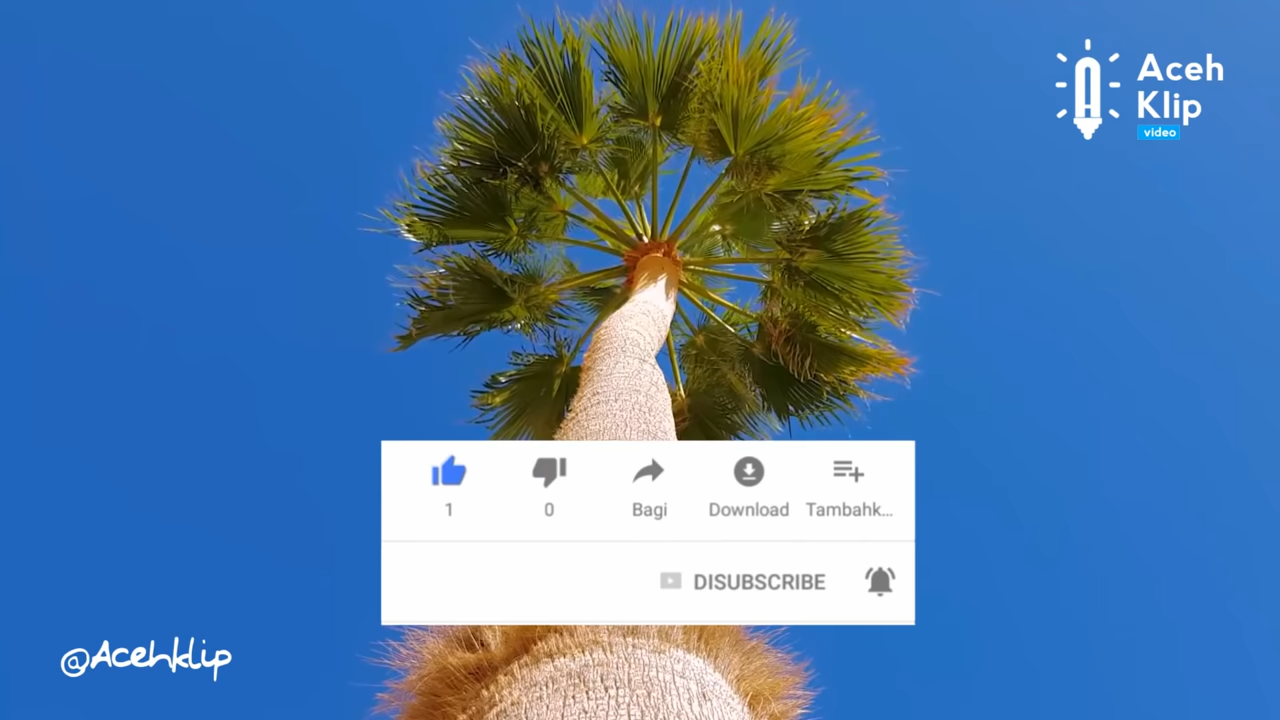 Aceh
Klip
video
1
0
Bagi
Download
Tambahk...
DISUBSCRIBE
@Acehklip